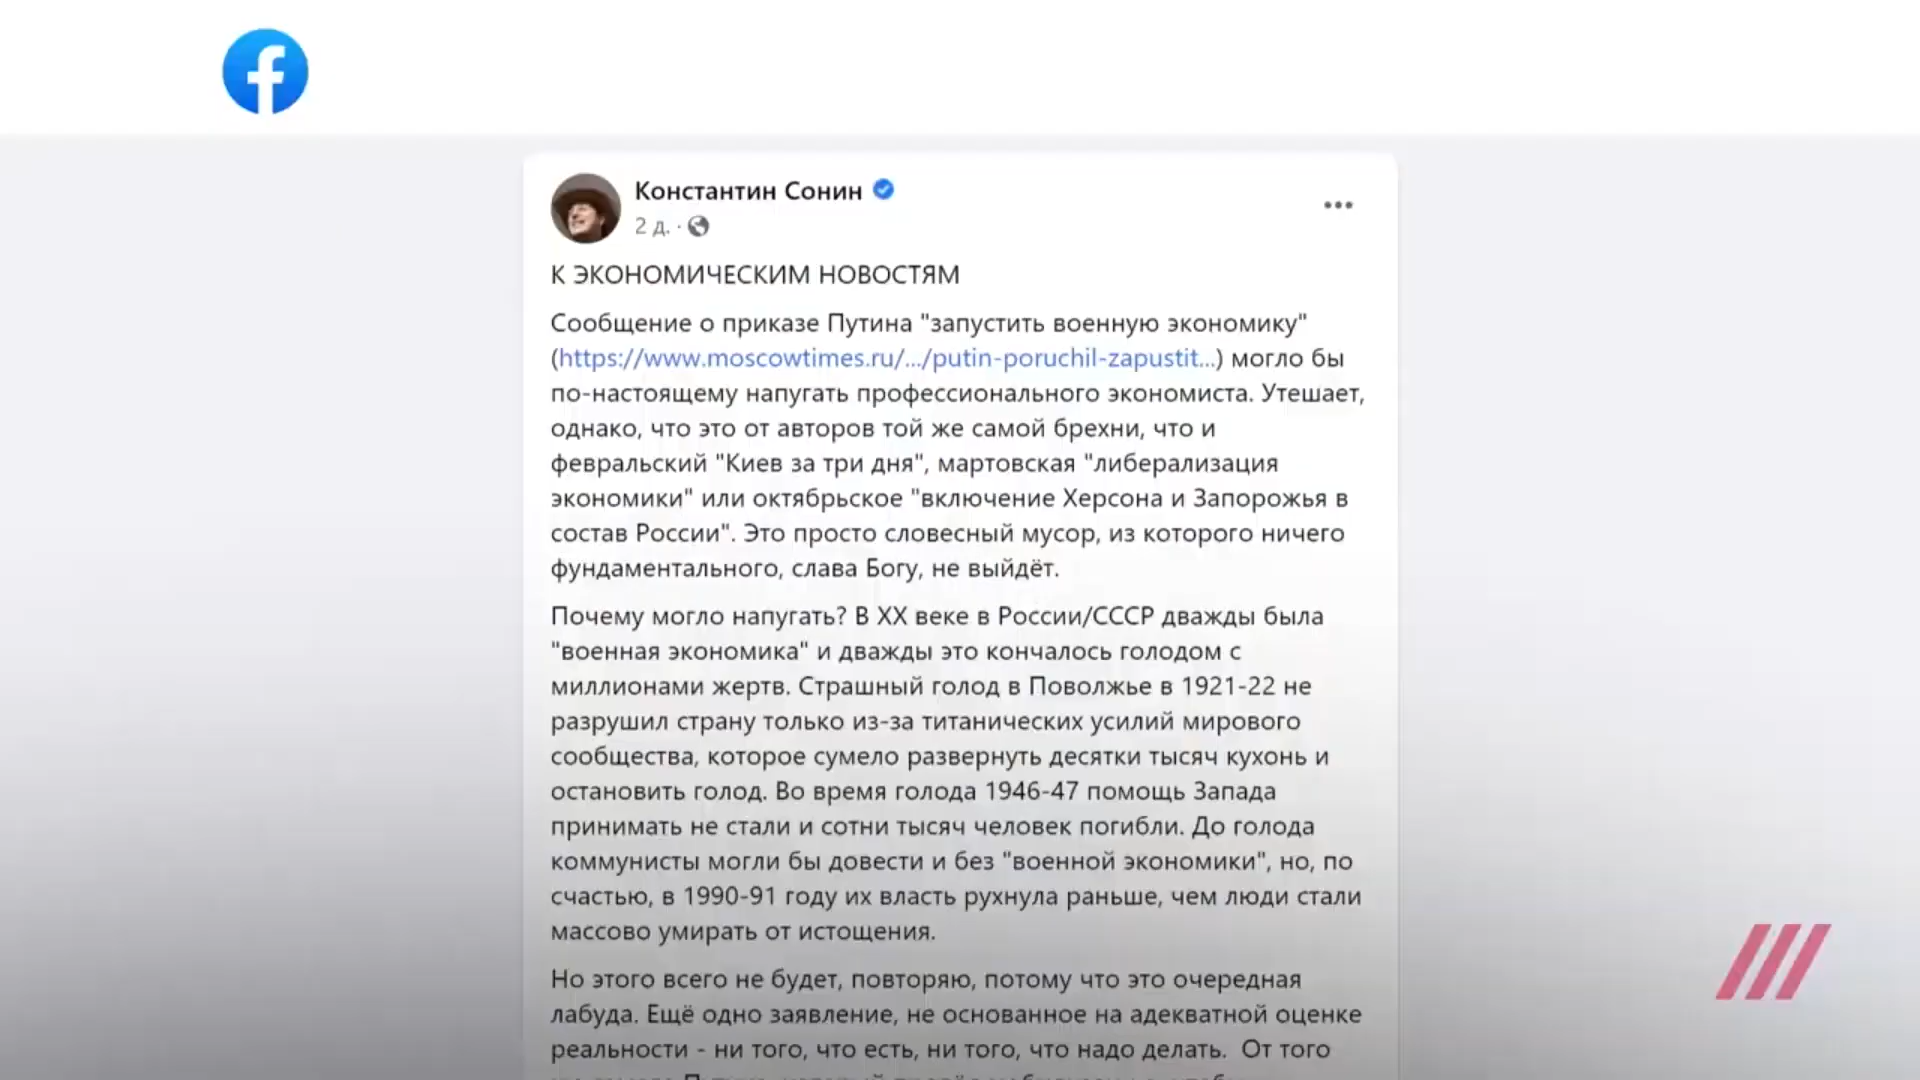 Константин Сонин
2 д. ·
К ЭКОНОМИЧЕСКИМ НОВОСТЯМ
Сообщение о приказе Путина "запустить военную экономику"
(https://www.moscowtimes.ru/.../putin-poruchil-zapustit...) могло бы
по-настоящему напугать профессионального экономиста. Утешает,
однако, что это от авторов той же самой брехни, что и
февральский "Киев за три дня", мартовская "либерализация
экономики" или октябрьское "включение Херсона и Запорожья в
состав России". Это просто словесный мусор, из которого ничего
фундаментального, слава Богу, не выйдёт.
Почему могло напугать? В XX веке в России/СССР дважды была
"военная экономика" и дважды это кончалось голодом с
миллионами жертв. Страшный голод в Поволжье в 1921-22 не
разрушил страну только из-за титанических усилий мирового
сообщества, которое сумело развернуть десятки тысяч кухонь и
остановить голод. Во время голода 1946-47 помощь Запада
принимать не стали и сотни тысяч человек погибли. До голода
коммунисты могли бы довести и без "военной экономики", но, по
счастью, в 1990-91 году их власть рухнула раньше, чем люди стали
массово умирать от истощения.
Но этого всего не будет, повторяю, потому что это очередная
лабуда. Ещё одно заявление, не основанное на адекватной оценке
реальности - ни того, что есть, ни того, что надо делать. От того